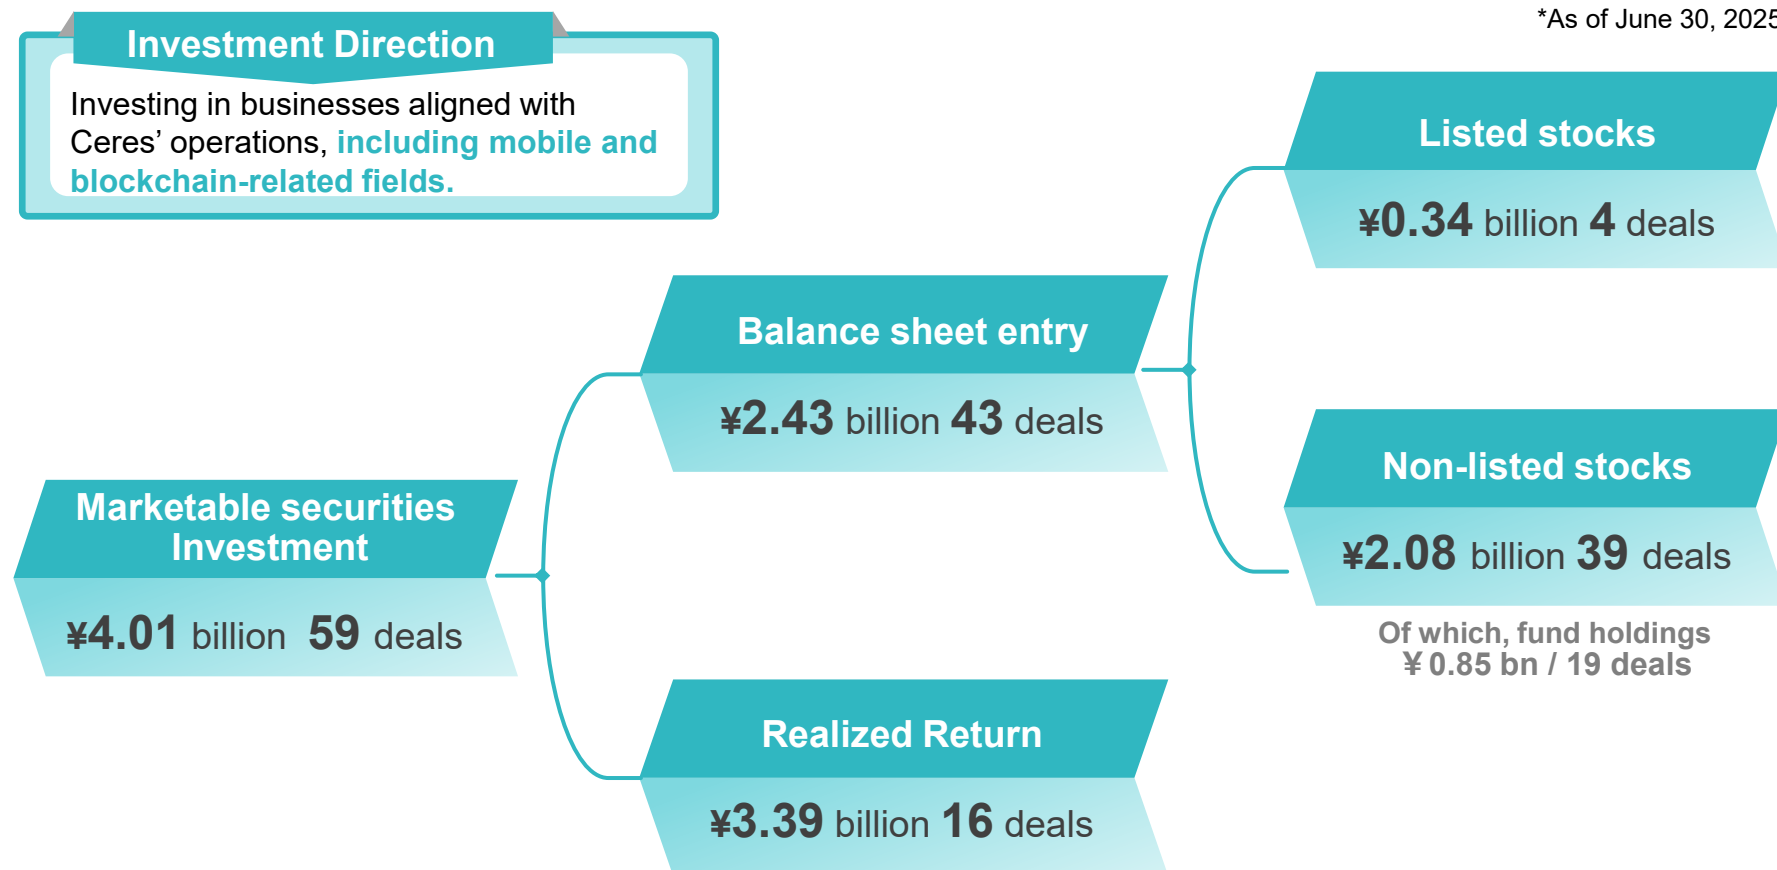 *As of June 30, 2025
Investment Direction
Investing in businesses aligned with
Ceres’ operations, including mobile and
blockchain-related fields.
Listed stocks
¥0.34 billion 4 deals
Balance sheet entry
¥2.43 billion 43 deals
Non-listed stocks
¥2.08 billion 39 deals
Of which, fund holdings
¥ 0.85 bn / 19 deals
Marketable securities
Investment
¥4.01 billion 59 deals
Realized Return
¥3.39 billion 16 deals